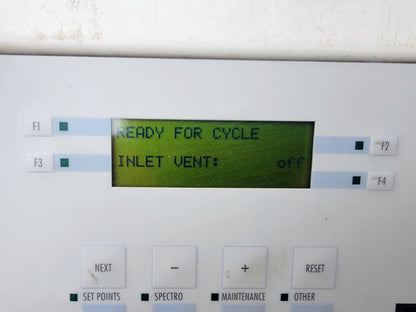 READY FOR CYCLE
F1
F2
INLET VENT: off
F3
F4
NEXT - + RESET
SET POINTS SPECTRO MAINTENANCE OTHER